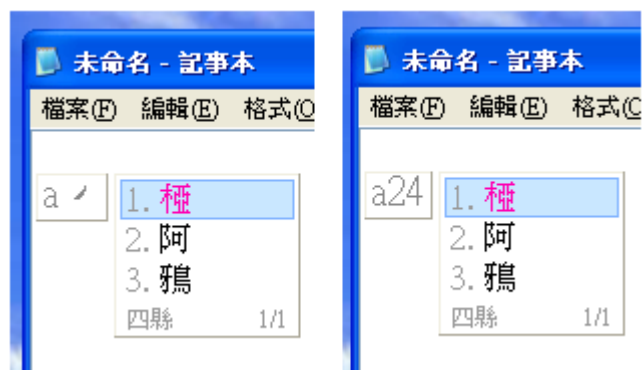 未命名 - 記事本
檔案(F) 編輯(E) 格式(O
a ˊ
1. 椏
2. 阿
3. 鴉
四縣 1/1
未命名 - 記事本
檔案(F) 編輯(E) 格式(O
a24
1. 椏
2. 阿
3. 鴉
四縣 1/1